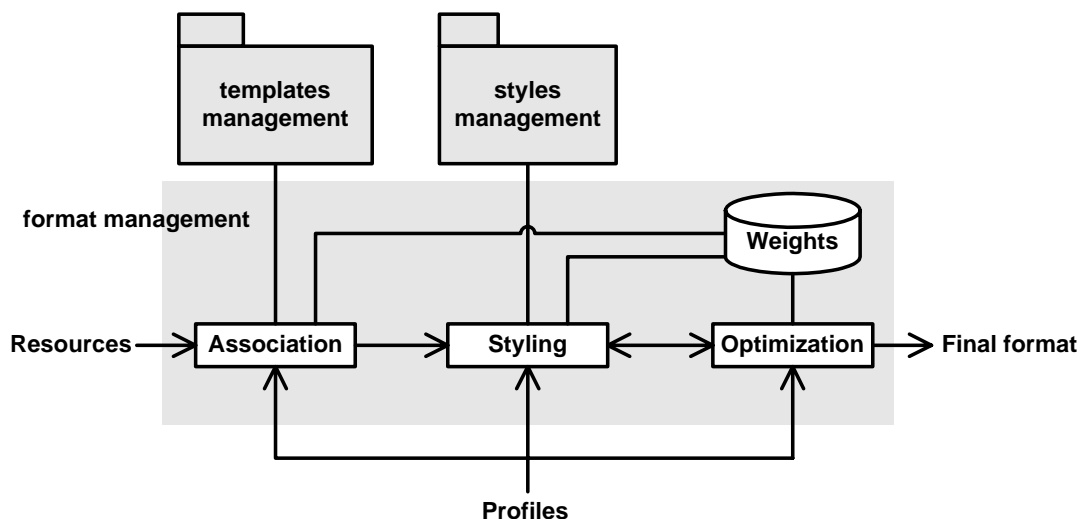 templates
management
styles
management
format management
Weights
Resources
Association
Styling
Optimization
Final format
Profiles